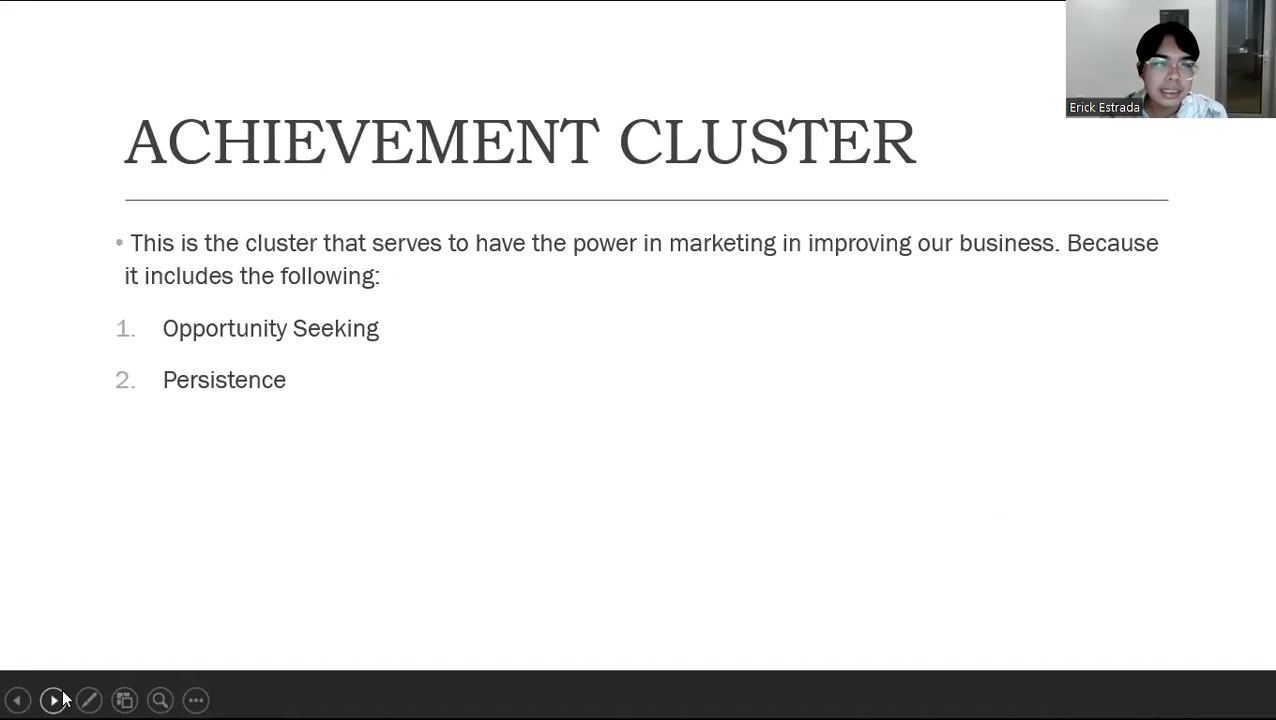 Erick Estrada
ACHIEVEMENT CLUSTER
• This is the cluster that serves to have the power in marketing in improving our business. Because
it includes the following:
1. Opportunity Seeking
2. Persistence